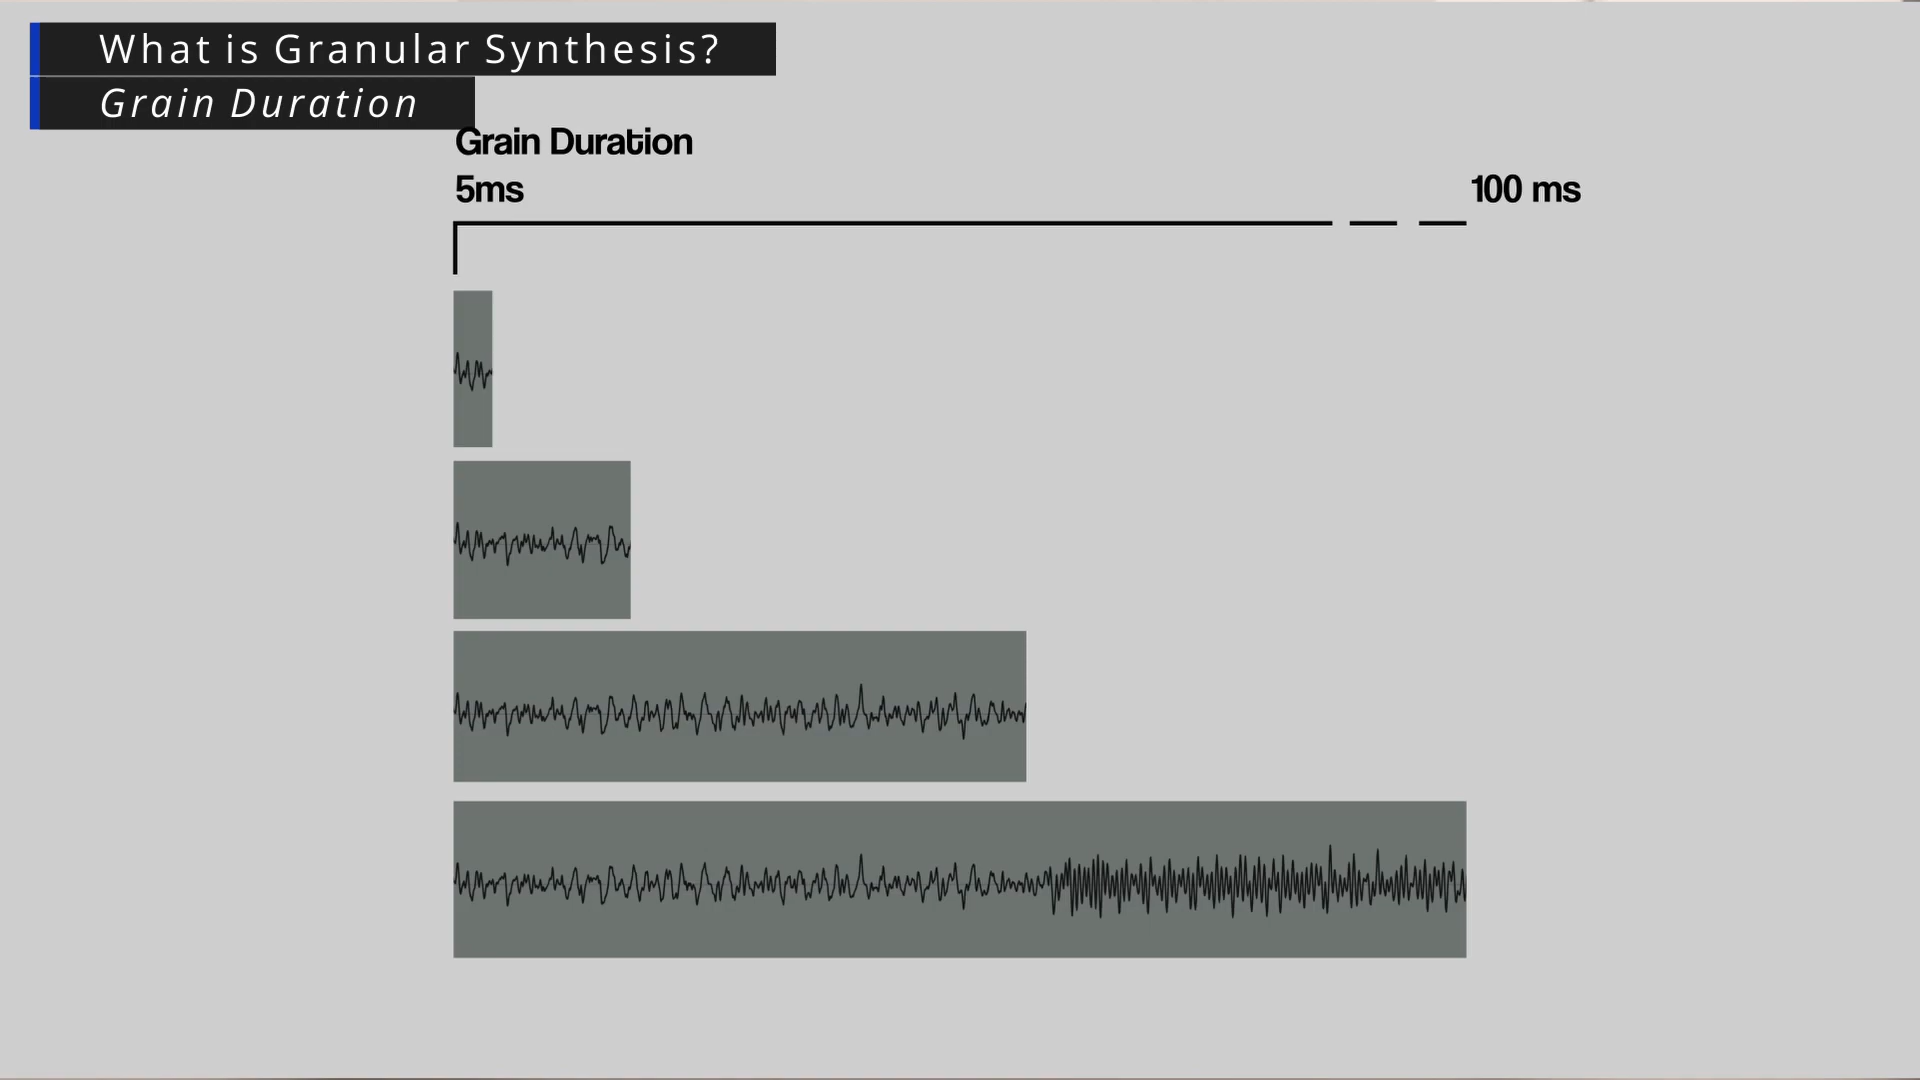 What is Granular Synthesis?
Grain Duration
Grain Duration
5ms
100 ms